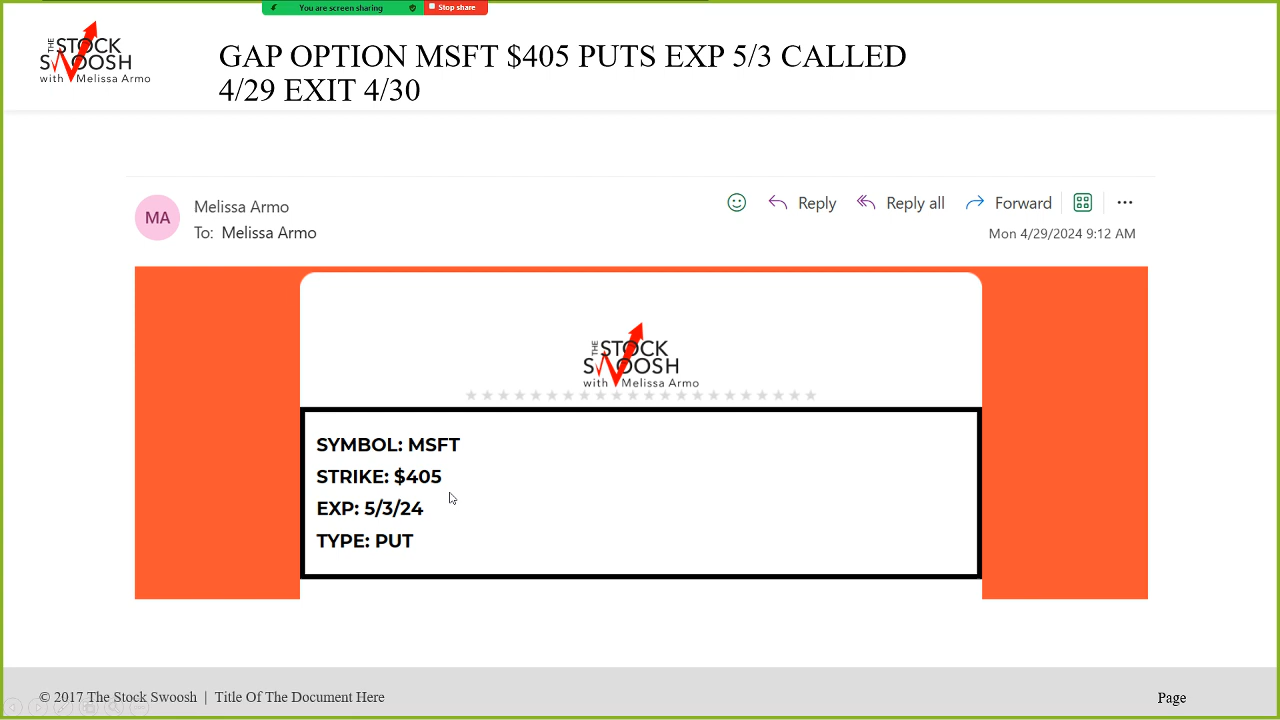 You are screen sharing
Stop share
THE STOCK SWOOSH
with Melissa Armo
GAP OPTION MSFT $405 PUTS EXP 5/3 CALLED
4/29 EXIT 4/30
MA
Melissa Armo
To: Melissa Armo
Reply
Reply all
Forward
Mon 4/29/2024 9:12 AM
THE STOCK
SWOOSH
with Melissa Armo
SYMBOL: MSFT
STRIKE: $405
EXP: 5/3/24
TYPE: PUT
© 2017 The Stock Swoosh | Title Of The Document Here
Page